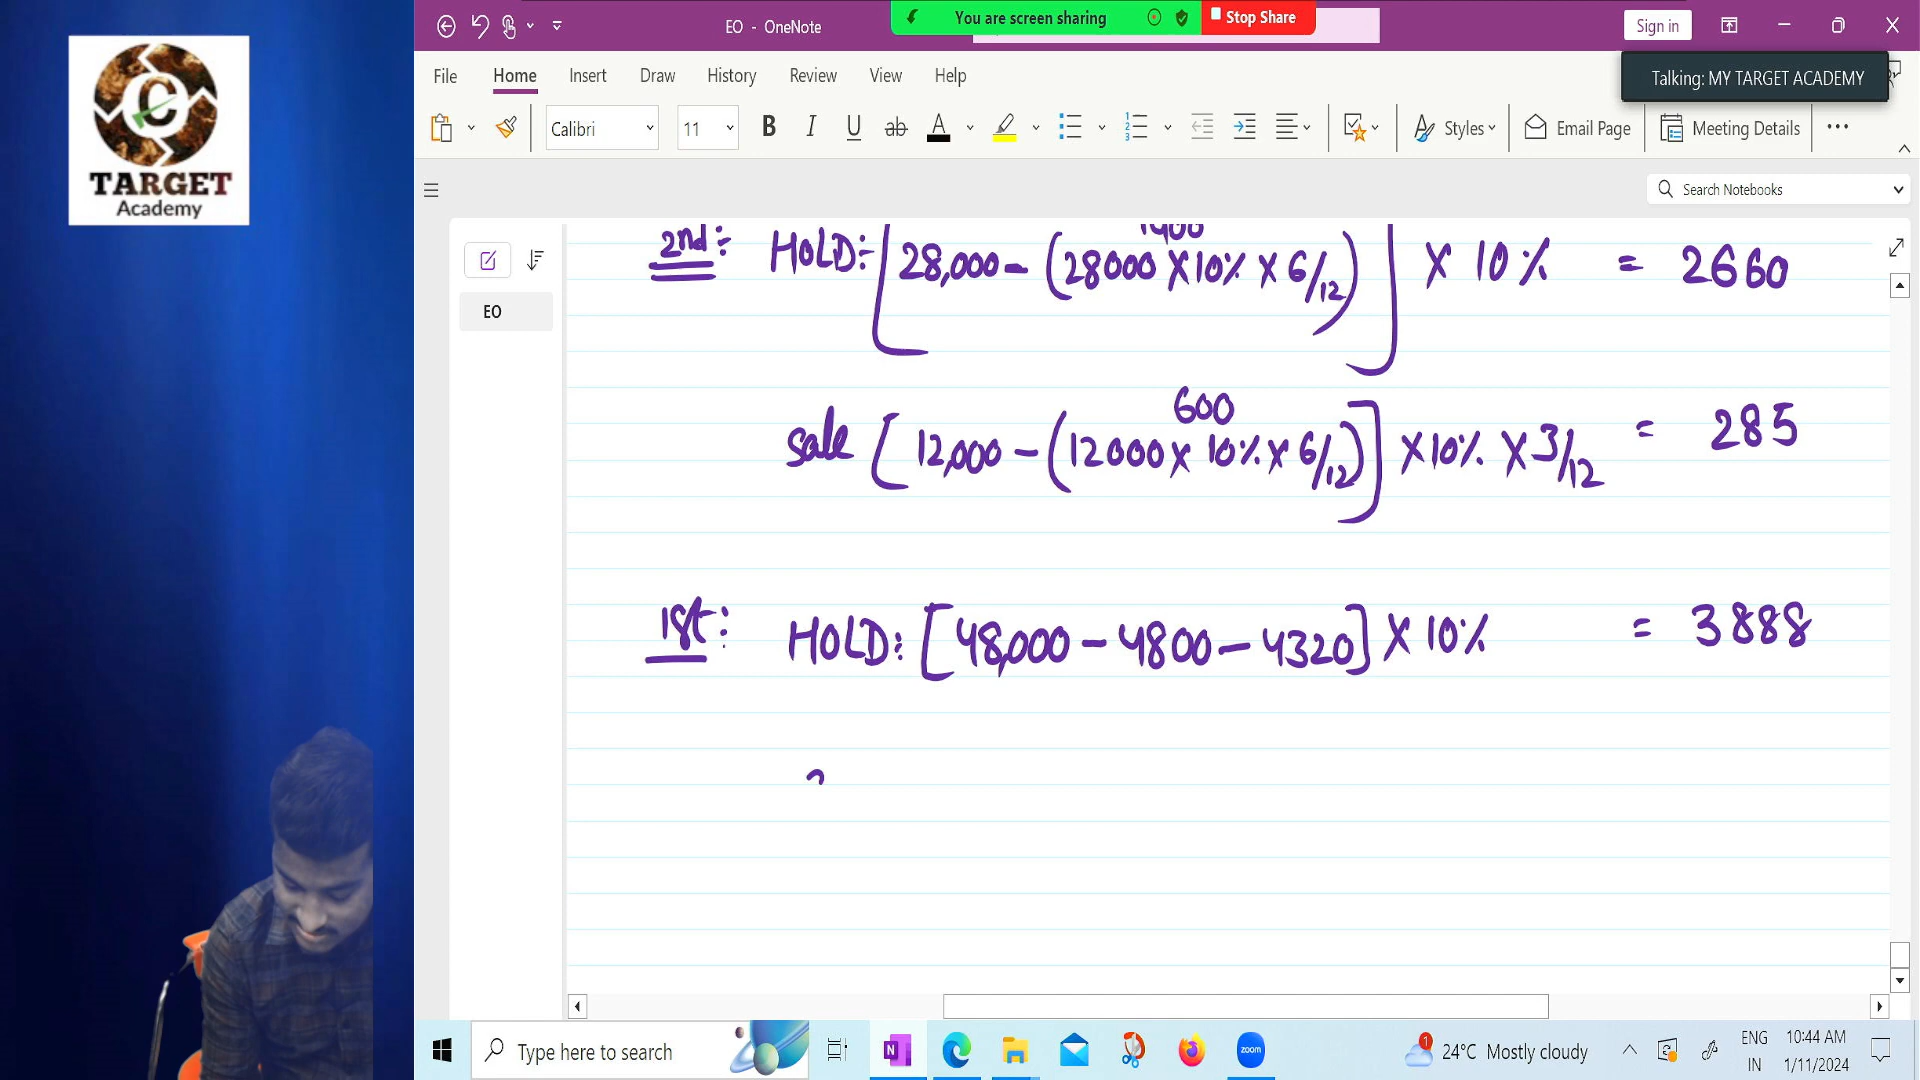 EO - OneNote
You are screen sharing
Stop Share
Sign in
Talking: MY TARGET ACADEMY
File Home Insert Draw History Review View Help
Calibri 11 B I U ab A Styles Email Page Meeting Details
Search Notebooks
EO
TARGET
Academy
1400
2nd :- HOLD :- [28,000 - (28000 X 10% X 6/12)] X 10% = 2660
600
sale [12,000 - (12000 X 10% X 6/12)] X 10% X 3/12 = 285
1st : HOLD : [48,000 - 4800 - 4320] X 10% = 3888
Type here to search
N
zoom
1
24°C Mostly cloudy
ENG
IN
10:44 AM
1/11/2024